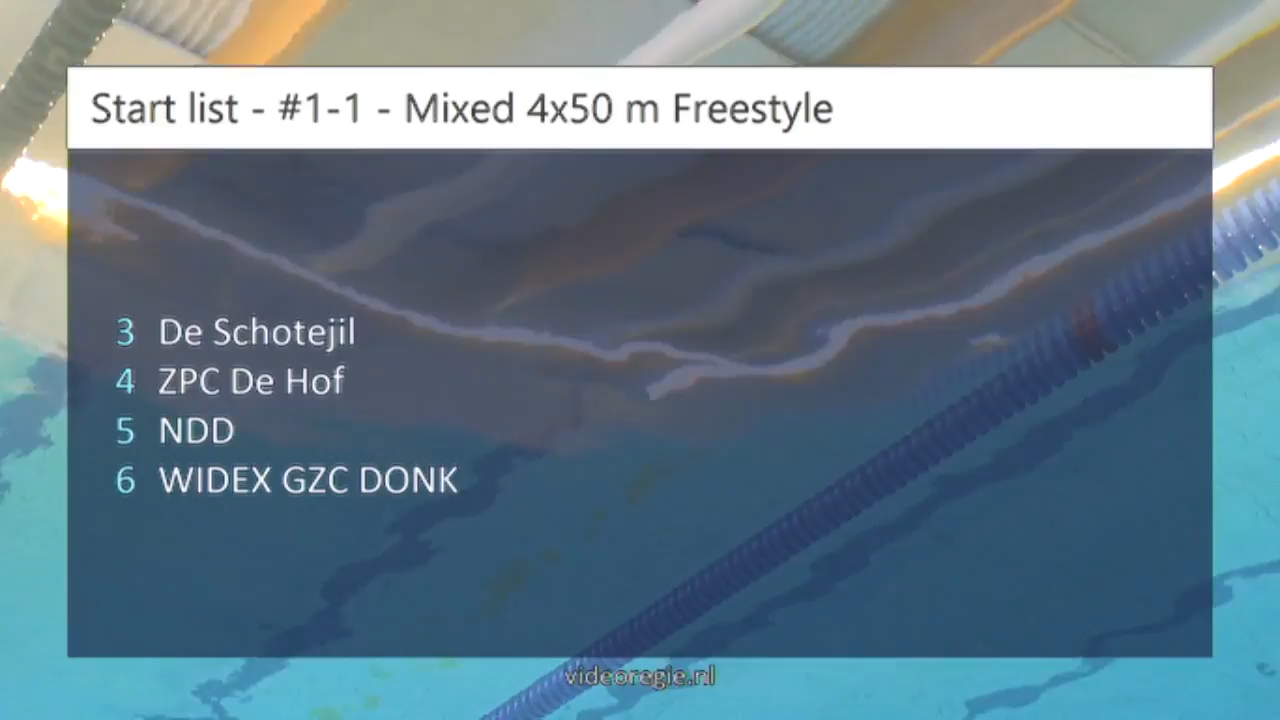 Start list - #1-1 - Mixed 4x50 m Freestyle
3 De Schotejil
4 ZPC De Hof
5 NDD
6 WIDEX GZC DONK
videoregie.nl